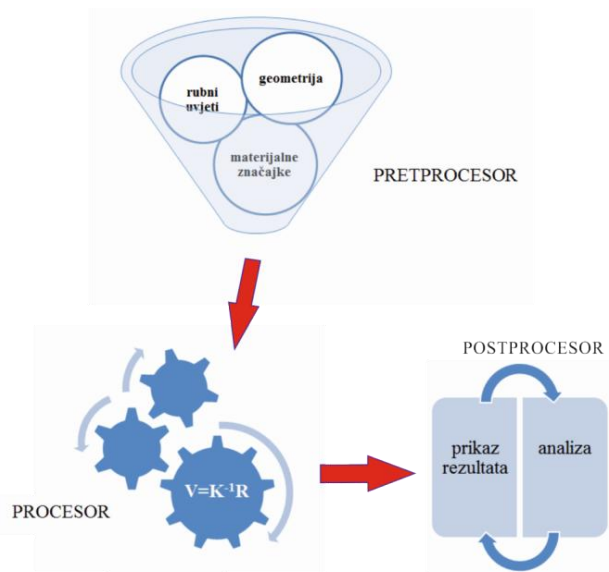 geometrija
rubni
uvjeti
materijalne
značajke
PRETPROCESOR
POSTPROCESOR
prikaz
rezultata
analiza
V=K⁻¹R
PROCESOR